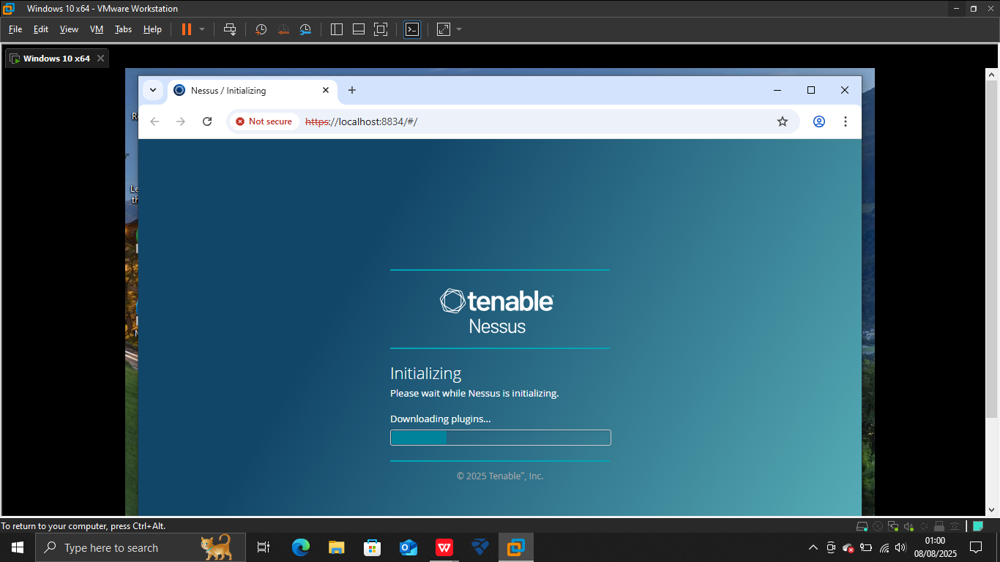 Windows 10 x64 - VMware Workstation
File Edit View VM Tabs Help
Windows 10 x64
Nessus / Initializing
Not secure https://localhost:8834/#/
tenable
Nessus
Initializing
Please wait while Nessus is initializing.
Downloading plugins...
© 2025 Tenable™, Inc.
To return to your computer, press Ctrl+Alt.
Type here to search
01:00
08/08/2025